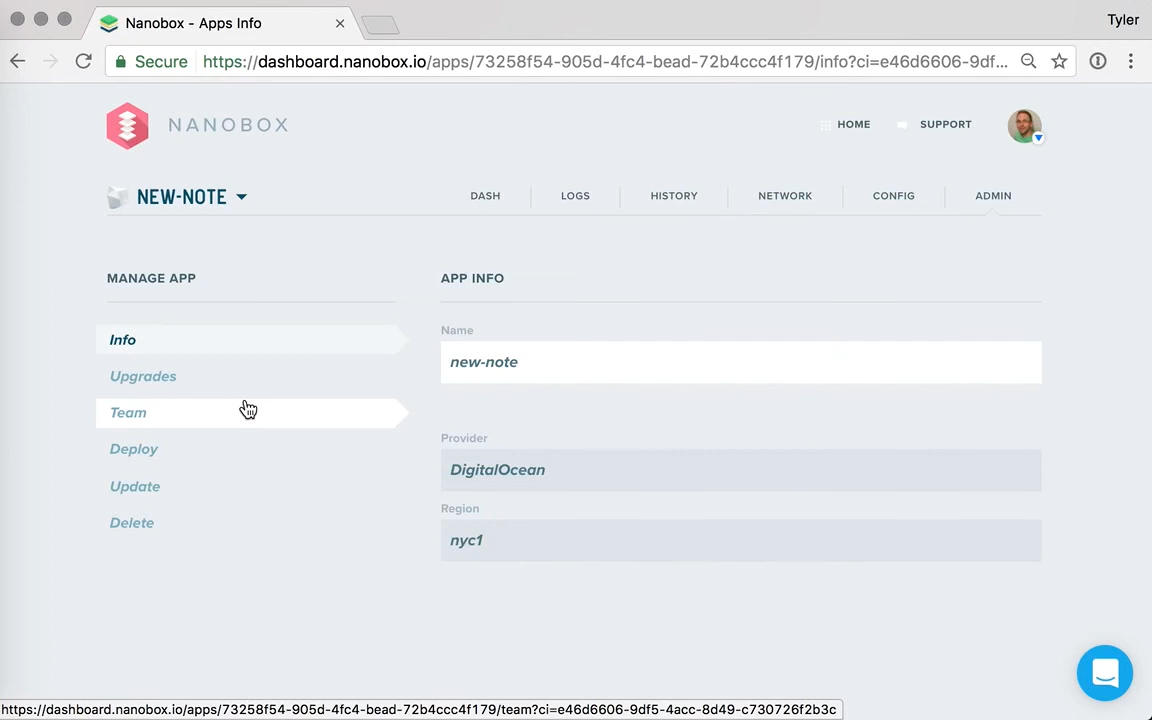 Nanobox - Apps Info
Tyler
Secure https://dashboard.nanobox.io/apps/73258f54-905d-4fc4-bead-72b4ccc4f179/info?ci=e46d6606-9df...
NANOBOX
HOME
SUPPORT
NEW-NOTE
DASH
LOGS
HISTORY
NETWORK
CONFIG
ADMIN
MANAGE APP
Info
Upgrades
Team
Deploy
Update
Delete
APP INFO
Name
new-note
Provider
DigitalOcean
Region
nyc1
https://dashboard.nanobox.io/apps/73258f54-905d-4fc4-bead-72b4ccc4f179/team?ci=e46d6606-9df5-4acc-8d49-c730726f2b3c